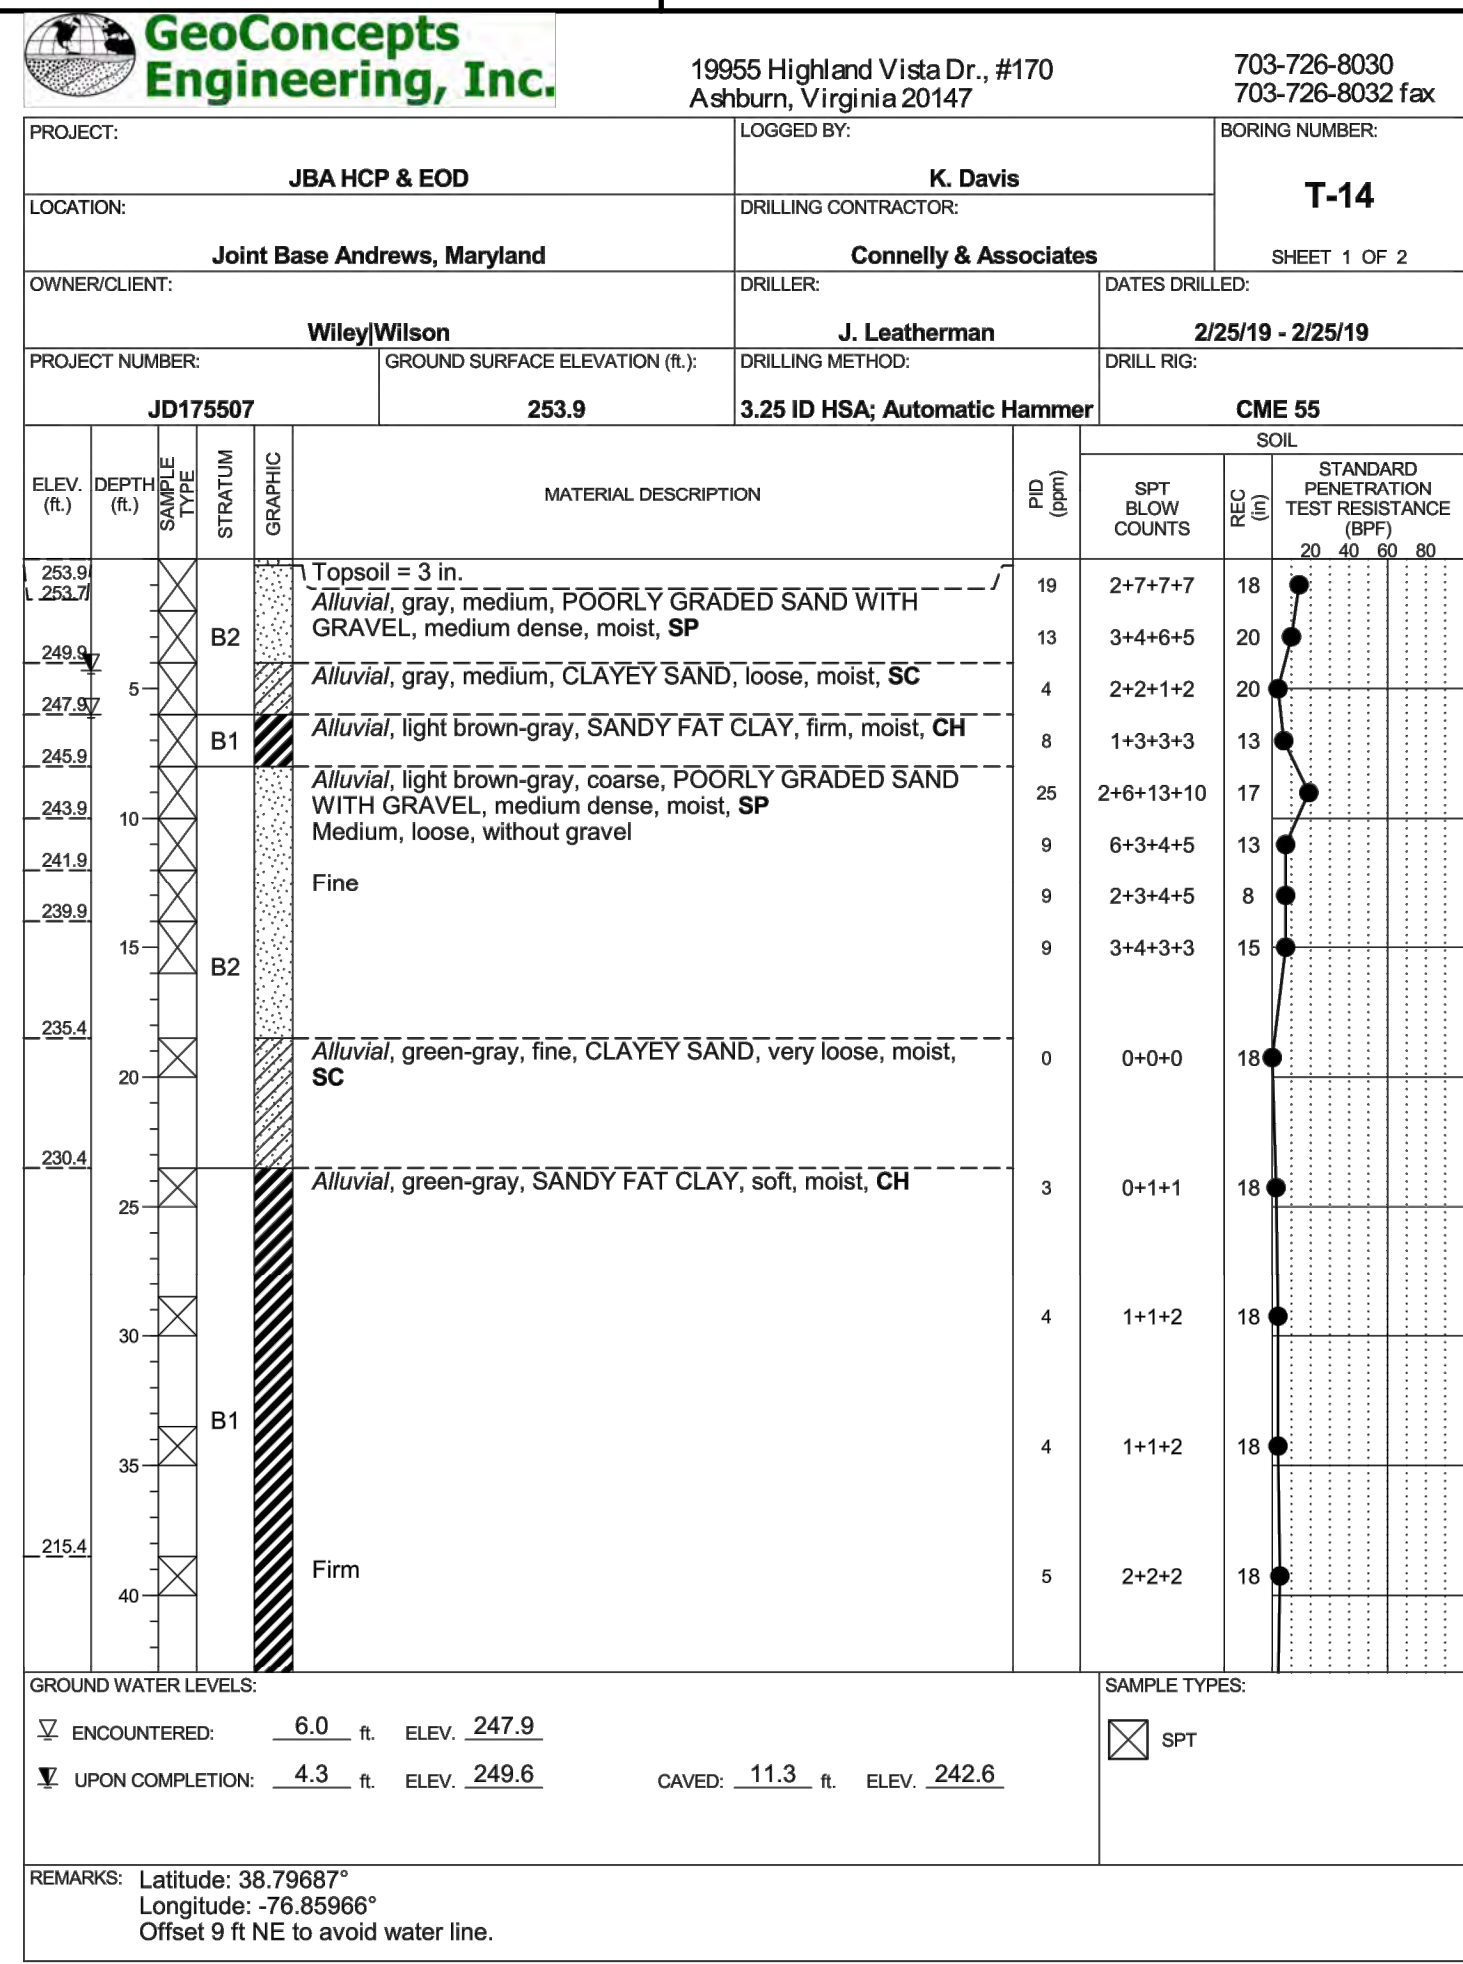 GeoConcepts
Engineering, Inc.
19955 Highland Vista Dr., #170
Ashburn, Virginia 20147
703-726-8030
703-726-8032 fax
PROJECT:
JBA HCP & EOD
LOGGED BY:
K. Davis
BORING NUMBER:
T-14
SHEET 1 OF 2
LOCATION:
Joint Base Andrews, Maryland
DRILLING CONTRACTOR:
Connelly & Associates
OWNER/CLIENT:
Wiley|Wilson
DRILLER:
J. Leatherman
DATES DRILLED:
2/25/19 - 2/25/19
PROJECT NUMBER:
JD175507
GROUND SURFACE ELEVATION (ft.):
253.9
DRILLING METHOD:
3.25 ID HSA; Automatic Hammer
DRILL RIG:
CME 55
ELEV.
(ft.)
DEPTH
(ft.)
SAMPLE
TYPE
STRATUM
GRAPHIC
MATERIAL DESCRIPTION
PID
(ppm)
SOIL
SPT
BLOW
COUNTS
REC
(in)
STANDARD
PENETRATION
TEST RESISTANCE
(BPF)
20 40 60 80
253.9
Topsoil = 3 in.
253.7
19 2+7+7+7 18
Alluvial, gray, medium, POORLY GRADED SAND WITH
GRAVEL, medium dense, moist, SP
B2
13 3+4+6+5 20
249.9
Alluvial, gray, medium, CLAYEY SAND, loose, moist, SC
5
4 2+2+1+2 20
247.9
Alluvial, light brown-gray, SANDY FAT CLAY, firm, moist, CH
B1
8 1+3+3+3 13
245.9
Alluvial, light brown-gray, coarse, POORLY GRADED SAND
WITH GRAVEL, medium dense, moist, SP
25 2+6+13+10 17
243.9
10
Medium, loose, without gravel
9 6+3+4+5 13
241.9
Fine
9 2+3+4+5 8
239.9
15
9 3+4+3+3 15
B2
235.4
Alluvial, green-gray, fine, CLAYEY SAND, very loose, moist,
SC
0 0+0+0 18
20
230.4
Alluvial, green-gray, SANDY FAT CLAY, soft, moist, CH
3 0+1+1 18
25
4 1+1+2 18
30
B1
4 1+1+2 18
35
215.4
Firm
5 2+2+2 18
40
GROUND WATER LEVELS:
ENCOUNTERED: 6.0 ft. ELEV. 247.9
UPON COMPLETION: 4.3 ft. ELEV. 249.6 CAVED: 11.3 ft. ELEV. 242.6
SAMPLE TYPES:
SPT
REMARKS: Latitude: 38.79687°
Longitude: -76.85966°
Offset 9 ft NE to avoid water line.